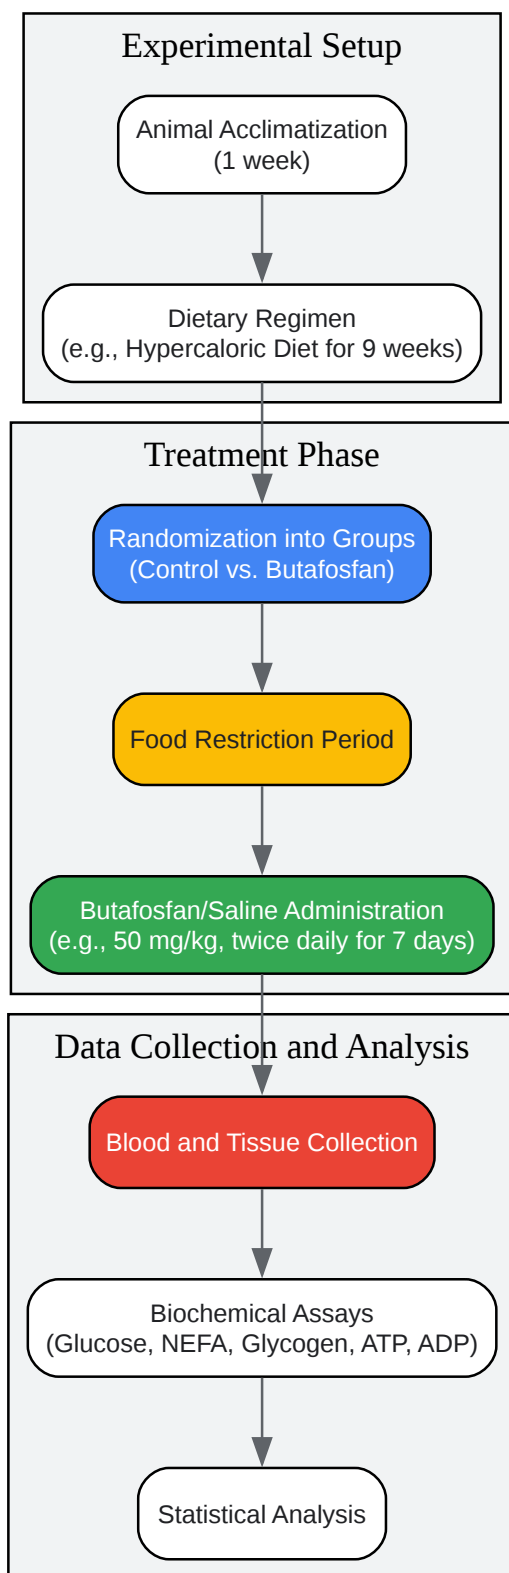 Experimental Setup
Animal Acclimatization
(1 week)
Dietary Regimen
(e.g., Hypercaloric Diet for 9 weeks)
Treatment Phase
Randomization into Groups
(Control vs. Butafosfan)
Food Restriction Period
Butafosfan/Saline Administration
(e.g., 50 mg/kg, twice daily for 7 days)
Data Collection and Analysis
Blood and Tissue Collection
Biochemical Assays
(Glucose, NEFA, Glycogen, ATP, ADP)
Statistical Analysis